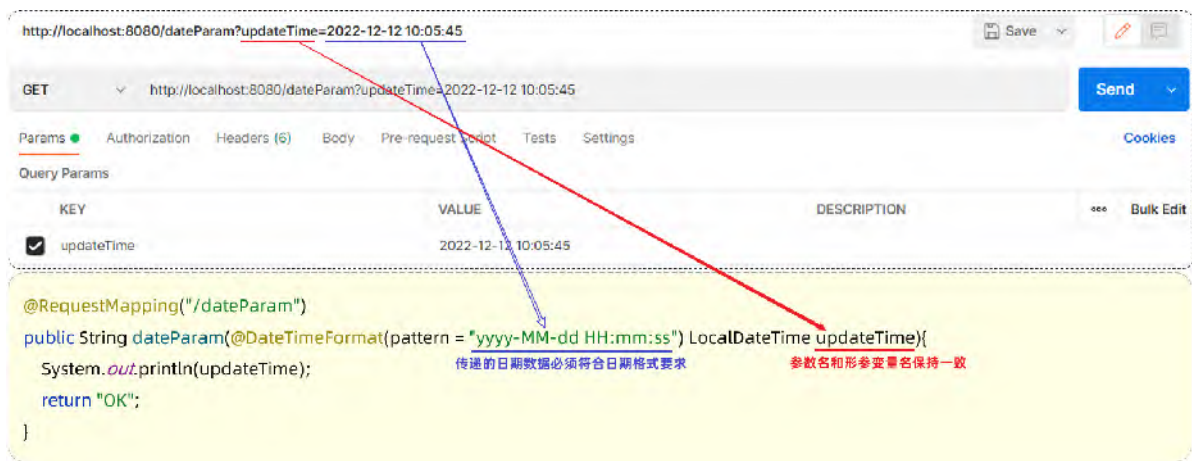 http://localhost:8080/dateParam?updateTime=2022-12-12 10:05:45
Save
GET http://localhost:8080/dateParam?updateTime=2022-12-12 10:05:45 Send
Params Authorization Headers (6) Body Pre-request Script Tests Settings Cookies
Query Params
KEY VALUE DESCRIPTION ooo Bulk Edit
updateTime 2022-12-12 10:05:45
@RequestMapping("/dateParam")
public String dateParam(@DateTimeFormat(pattern = "yyyy-MM-dd HH:mm:ss") LocalDateTime updateTime){
传递的日期数据必须符合日期格式要求 参数名和形参变量名保持一致
System.out.println(updateTime);
return "OK";
}